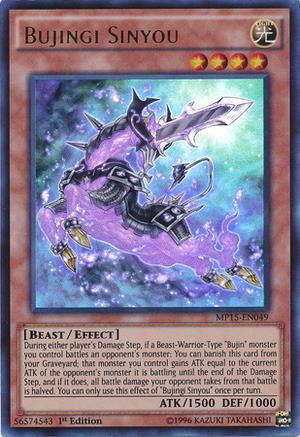 BUJINGI SINYOU
LIGHT
光
MP15-EN049
[BEAST / EFFECT]
During either player's Damage Step, if a Beast-Warrior-Type "Bujin" monster
you control battles an opponent's monster: You can banish this card from
your Graveyard; that monster you control gains ATK equal to the current
ATK of the opponent's monster it is battling until the end of the Damage
Step, and if it does, all battle damage your opponent takes from that battle
is halved. You can only use this effect of "Bujingi Sinyou" once per turn.
ATK/1500 DEF/1000
56574543 1st Edition ©1996 KAZUKI TAKAHASHI